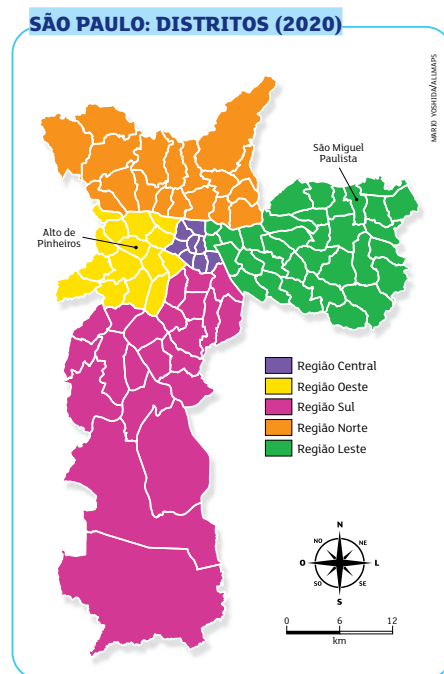 SÃO PAULO: DISTRITOS (2020)
MARIO YOSHIDA/ALLMAPS
São Miguel
Paulista
Alto de
Pinheiros
Região Central
Região Oeste
Região Sul
Região Norte
Região Leste
N
NO
NE
O
L
SO
SE
S
0
6
12
km